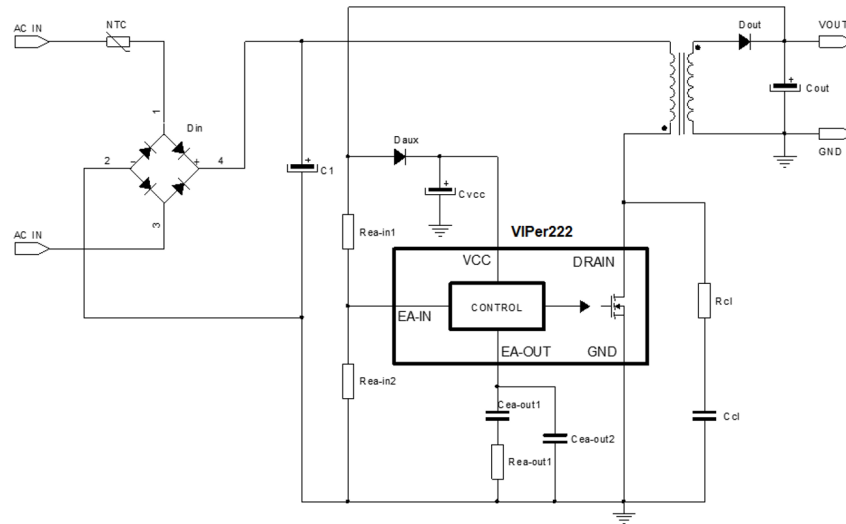 AC IN
NTC
Dout
VOUT
1
Din
2
4
3
AC IN
C1
Daux
Cvcc
Cout
GND
VIPer222
Rea-in1
VCC
DRAIN
EA-IN
CONTROL
EA-OUT
GND
Rcl
Rea-in2
Cea-out1
Cea-out2
Rea-out1
Ccl